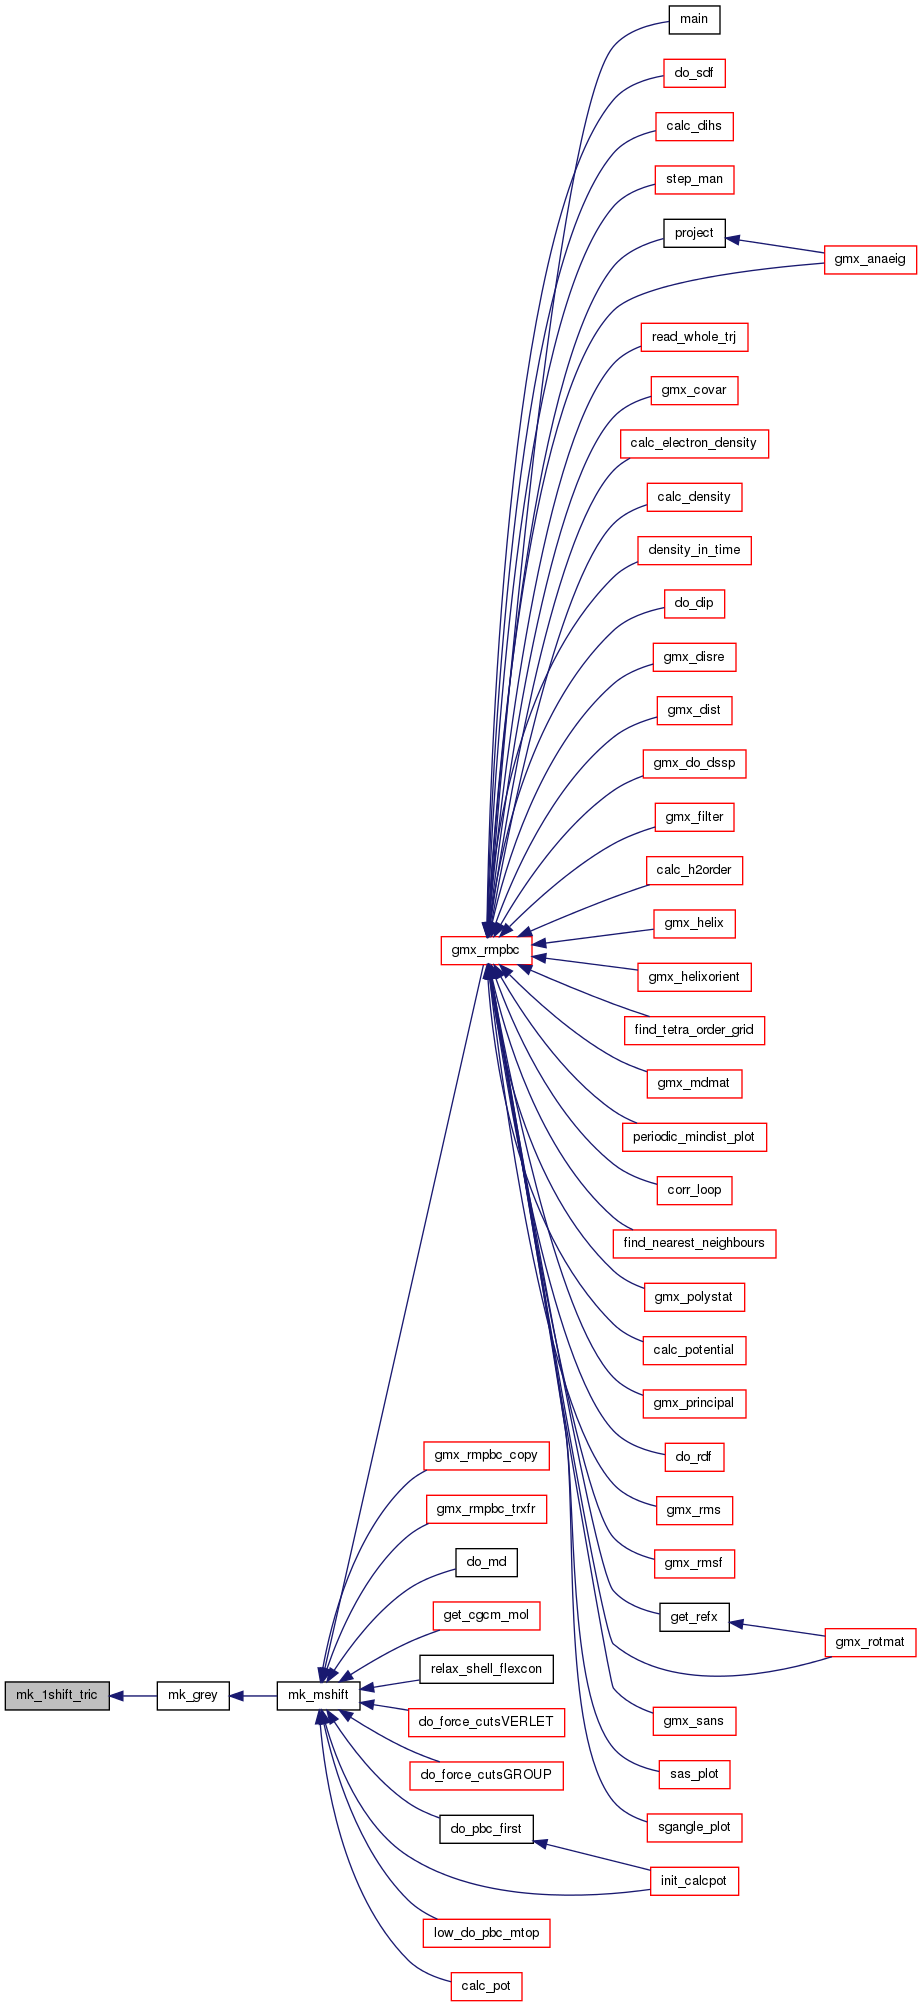 main
do_sdf
calc_dihs
step_man
project
gmx_anaeig
read_whole_trj
gmx_covar
calc_electron_density
calc_density
density_in_time
do_dip
gmx_disre
gmx_dist
gmx_do_dssp
gmx_filter
calc_h2order
gmx_helix
gmx_rmpbc
gmx_helixorient
find_tetra_order_grid
gmx_mdmat
periodic_mindist_plot
corr_loop
find_nearest_neighbours
gmx_polystat
calc_potential
gmx_principal
gmx_rmpbc_copy
do_rdf
gmx_rmpbc_trxfr
gmx_rms
do_md
gmx_rmsf
get_cgcm_mol
get_refx
gmx_rotmat
relax_shell_flexcon
mk_1shift_tric
mk_grey
mk_mshift
do_force_cutsVERLET
gmx_sans
do_force_cutsGROUP
sas_plot
do_pbc_first
sgangle_plot
init_calcpot
low_do_pbc_mtop
calc_pot